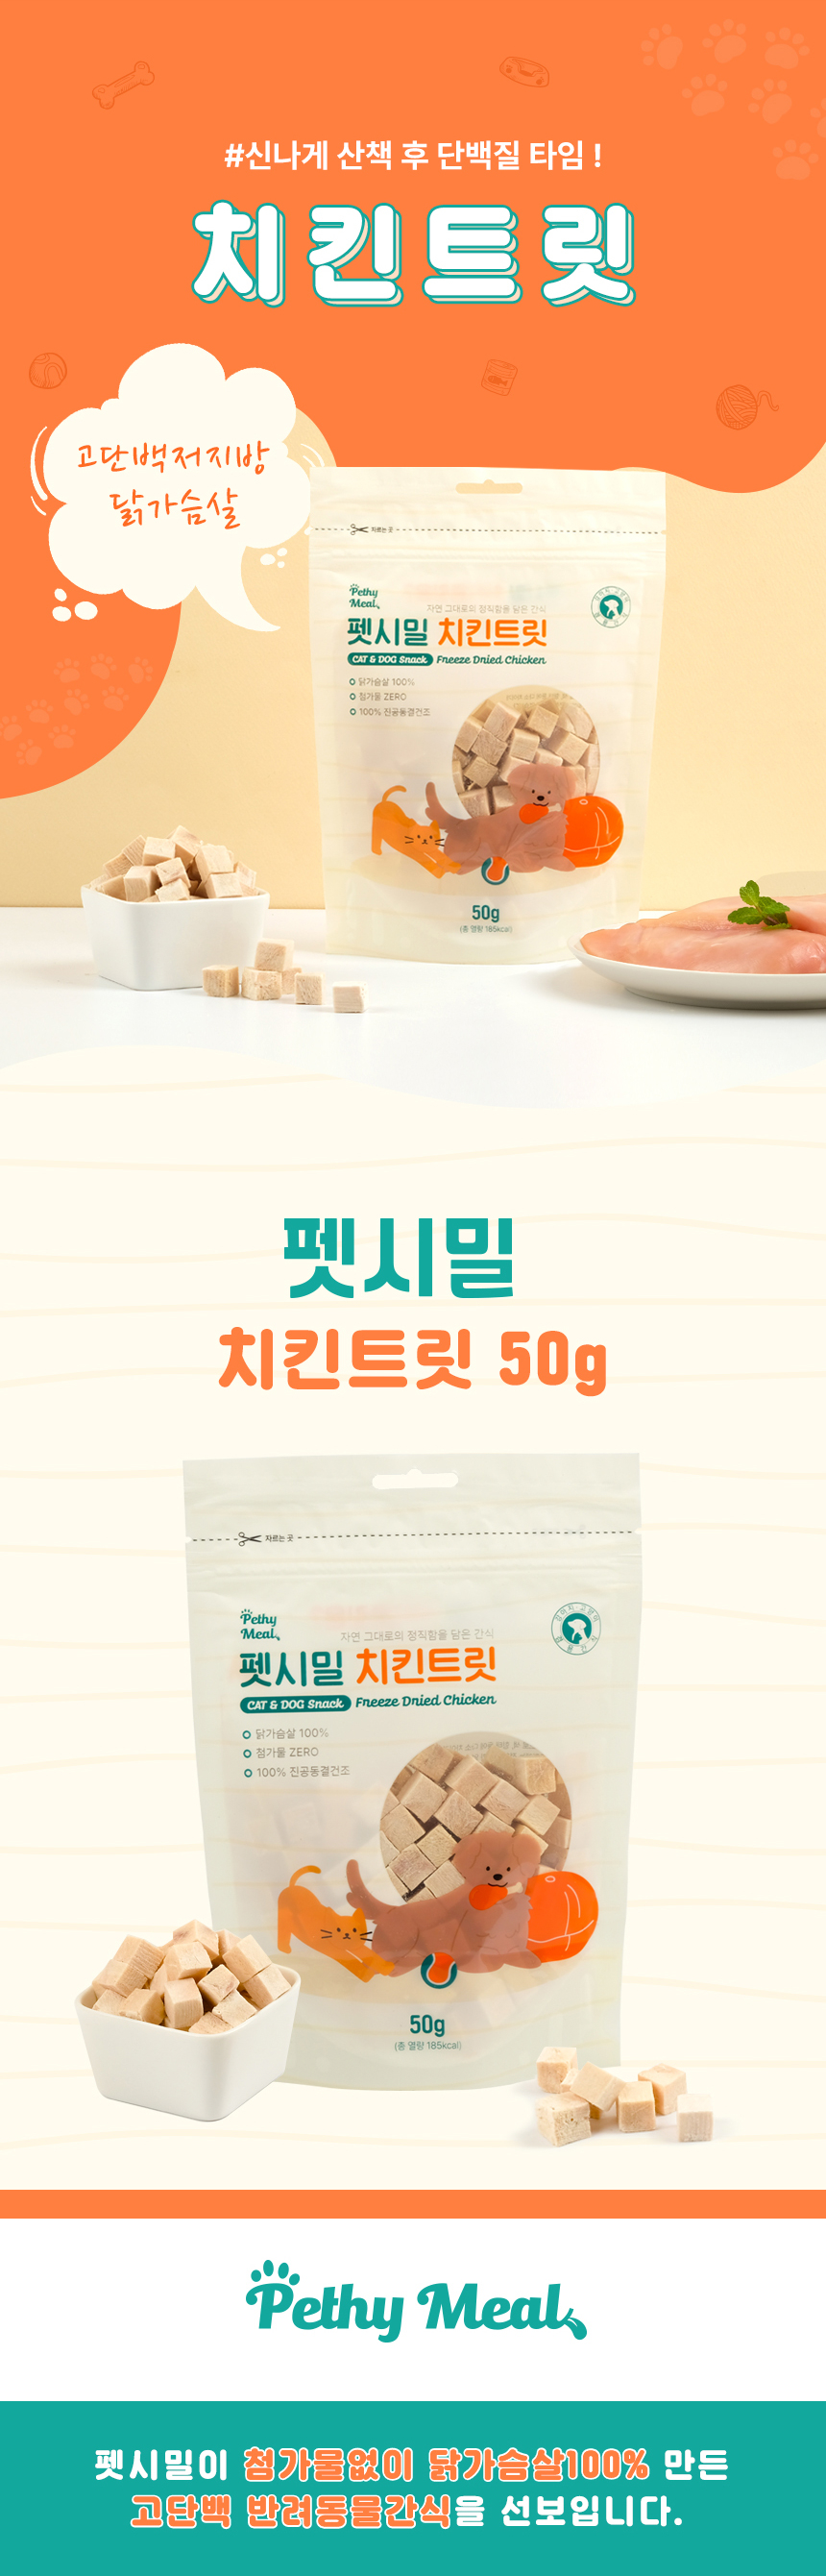 #신나게 산책 후 단백질 타임 !
치킨트릿
고단백저지방
닭가슴살
자르는 곳
Pethy
Meal
자연 그대로의 정직함을 담은 간식
펫시밀 치킨트릿
CAT & DOG Snack Freeze Dried Chicken
닭가슴살 100%
첨가물 ZERO
100% 진공동결건조
50g
(총 열량 185kcal)
펫시밀
치킨트릿 50g
자르는 곳
Pethy
Meal
자연 그대로의 정직함을 담은 간식
강아지·고양이
펫시밀 치킨트릿
CAT & DOG Snack Freeze Dried Chicken
닭가슴살 100%
첨가물 ZERO
100% 진공동결건조
50g
(총 열량 185kcal)
Pethy Meal
펫시밀이 첨가물없이 닭가슴살100% 만든
고단백 반려동물간식을 선보입니다.